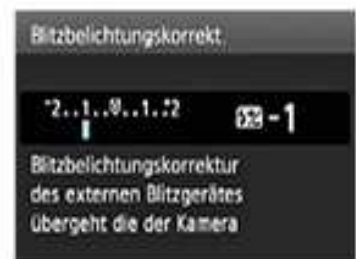 Blitzbelichtungskorrekt.
-2..1..0..1..+2 -1
Blitzbelichtungskorrektur
des externen Blitzgerätes
übergeht die der Kamera